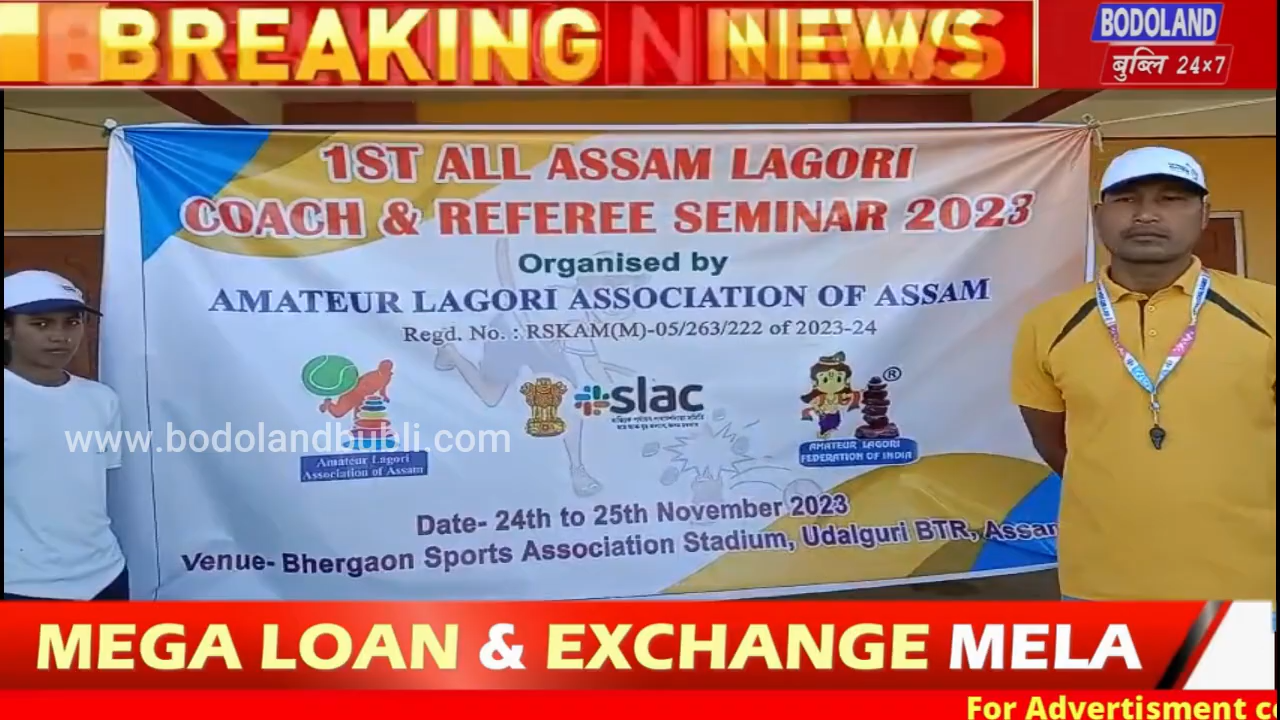 BREAKING NEWS
BODOLAND
बुब्लि 24x7
1ST ALL ASSAM LAGORI
COACH & REFEREE SEMINAR 2023
Organised by
AMATEUR LAGORI ASSOCIATION OF ASSAM
Regd. No. : RSKAM(M)-05/263/222 of 2023-24
slac
®
www.bodolandbubli.com
Amateur Lagori
Association of Assam
AMATEUR LAGORI
FEDERATION OF INDIA
Date- 24th to 25th November 2023
Venue- Bhergaon Sports Association Stadium, Udalguri BTR, Assam
MEGA LOAN & EXCHANGE MELA
For Advertisment co